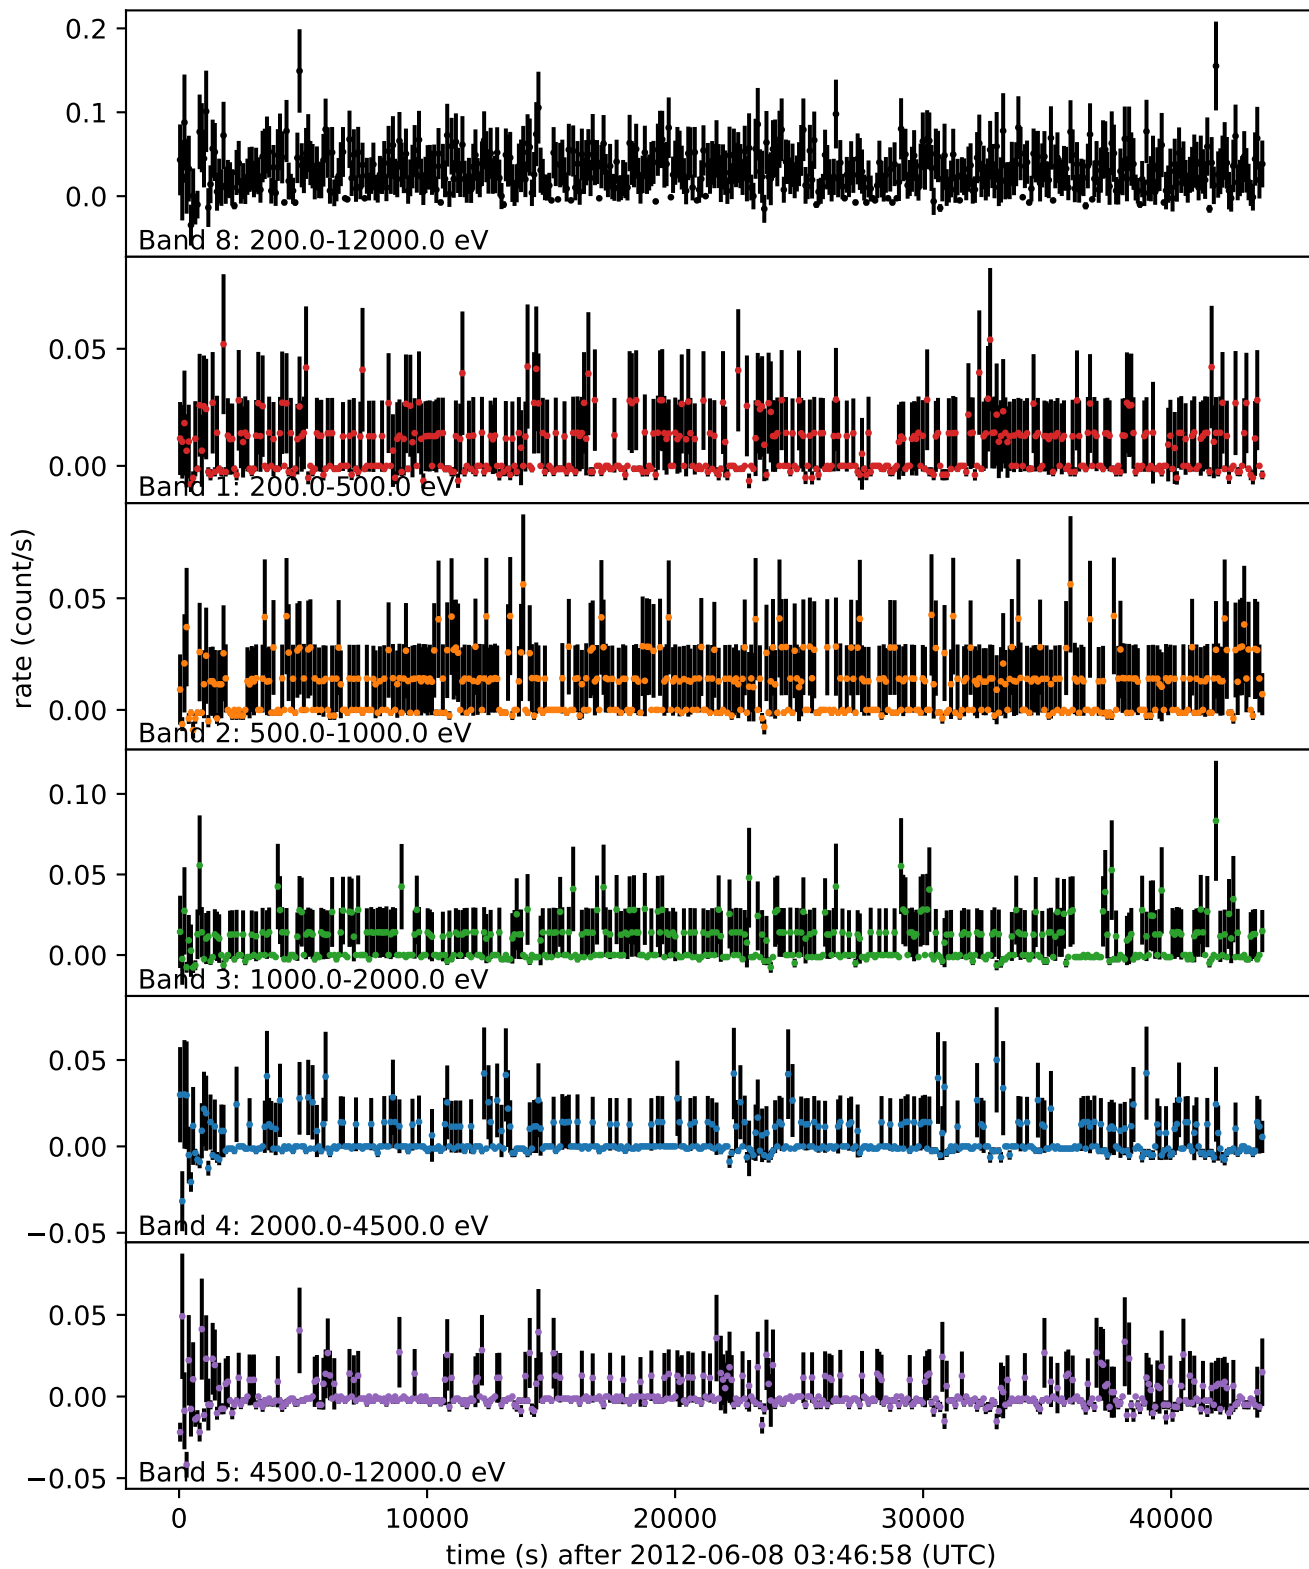 0.2
0.1
0.0
Band 8: 200.0-12000.0 eV
0.05
0.00
Band 1: 200.0-500.0 eV
rate (count/s)
0.05
0.00
Band 2: 500.0-1000.0 eV
0.10
0.05
0.00
Band 3: 1000.0-2000.0 eV
0.05
0.00
−0.05
Band 4: 2000.0-4500.0 eV
0.05
0.00
−0.05
Band 5: 4500.0-12000.0 eV
0 10000 20000 30000 40000
time (s) after 2012-06-08 03:46:58 (UTC)